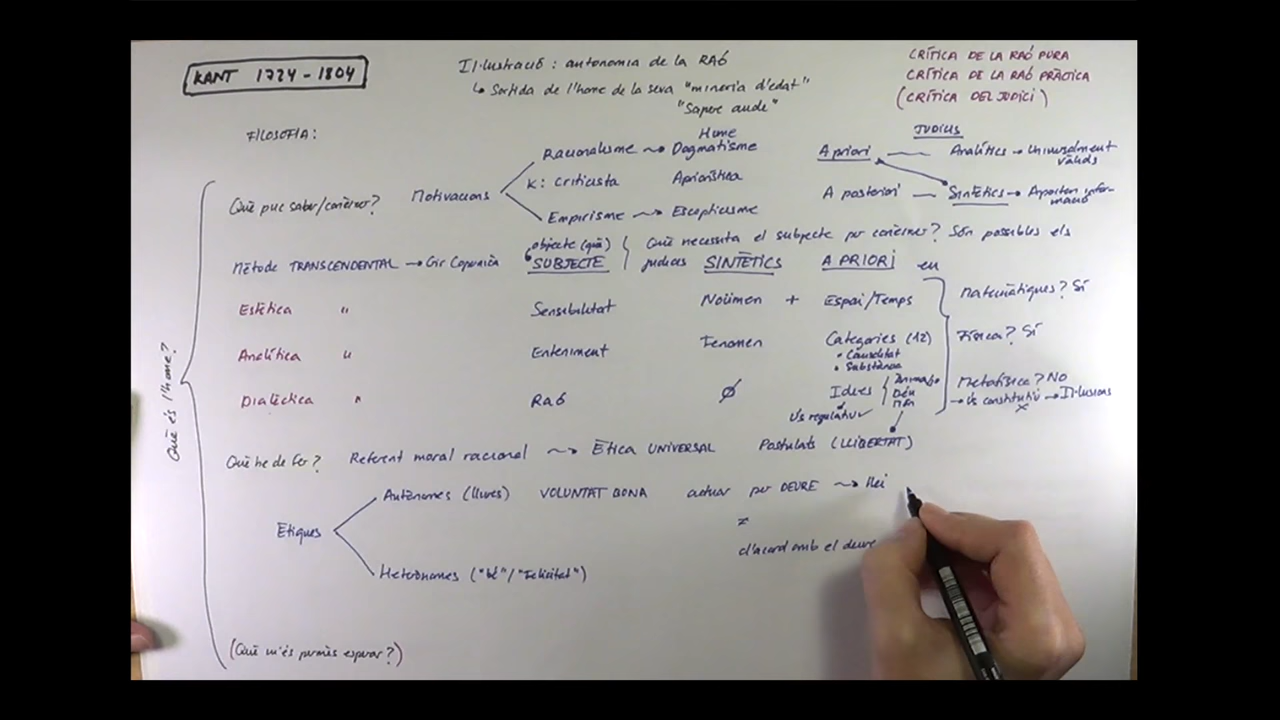 KANT 1724 - 1804
Il·lustració : autonomia de la RAÓ
↳ Sortida de l'home de la seva "minoria d'edat"
"Sapere aude"
CRÍTICA DE LA RAÓ PURA
CRÍTICA DE LA RAÓ PRÀCTICA
(CRÍTICA DEL JUDICI)
FILOSOFIA:
Què és l'home?
Què puc saber/conèixer? Motivacions
Racionalisme → Dogmatisme
Hume
K: Criticista Apriorística
Empirisme → Escepticisme
JUDICIS
A priori — Analítics → Universalment vàlids
A posteriori — Sintètics → Aporten informació
Mètode TRANSCENDENTAL → Gir Copernicà
objecte (què)
SUBJECTE
Què necessita el subjecte per conèixer? Són possibles els
judicis SINTÈTICS A PRIORI en
Estètica " Sensibilitat Noümen + Espai/Temps Matemàtiques? Sí
Analítica " Enteniment Fenomen Categories (12) Física? Sí
• Causalitat
• Substància
Dialèctica " Raó Ø Idees
Ànima
Déu
Món
Metafísica? No
→ Ús constitutiu → Il·lusions
X
Ús regulatiu
Què he de fer? Referent moral racional → ÈTICA UNIVERSAL Postulats (LLIBERTAT)
Ètiques
Autònomes (lliures) VOLUNTAT BONA actuar per DEURE → llei
≠
d'acord amb el deure
Heterònomes ("bé"/"Felicitat")
(Què m'és permès esperar?)